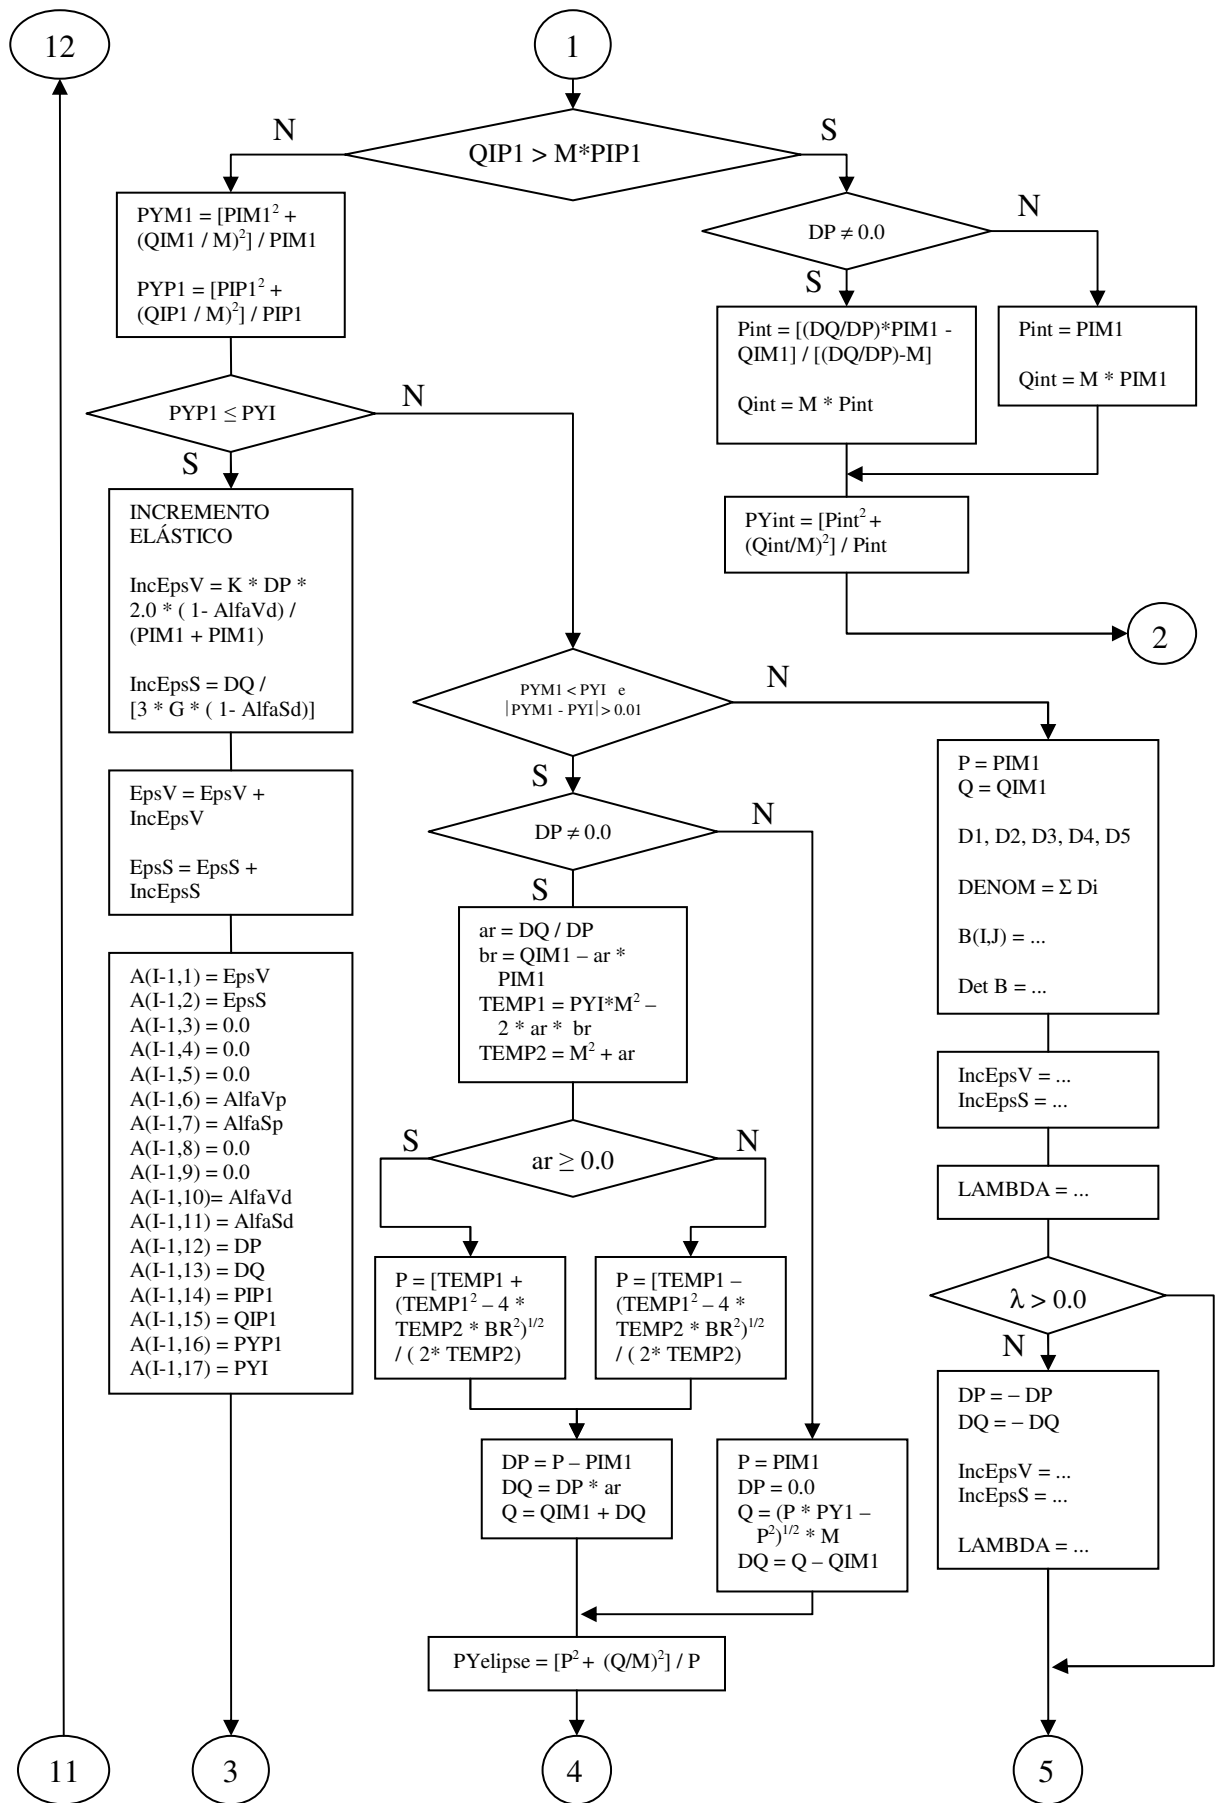 12
1
N
S
QIP1 > M*PIP1
PYM1 = [PIM1² +
(QIM1 / M)²] / PIM1
PYP1 = [PIP1² +
(QIP1 / M)²] / PIP1
DP ≠ 0.0
N
S
Pint = [(DQ/DP)*PIM1 -
QIM1] / [(DQ/DP)-M]
Qint = M * Pint
Pint = PIM1
Qint = M * PIM1
PYint = [Pint² +
(Qint/M)²] / Pint
2
PYP1 ≤ PYI
N
S
INCREMENTO
ELÁSTICO
IncEpsV = K * DP *
2.0 * ( 1- AlfaVd) /
(PIM1 + PIM1)
IncEpsS = DQ /
[3 * G * ( 1- AlfaSd)]
EpsV = EpsV +
IncEpsV
EpsS = EpsS +
IncEpsS
A(I-1,1) = EpsV
A(I-1,2) = EpsS
A(I-1,3) = 0.0
A(I-1,4) = 0.0
A(I-1,5) = 0.0
A(I-1,6) = AlfaVp
A(I-1,7) = AlfaSp
A(I-1,8) = 0.0
A(I-1,9) = 0.0
A(I-1,10)= AlfaVd
A(I-1,11) = AlfaSd
A(I-1,12) = DP
A(I-1,13) = DQ
A(I-1,14) = PIP1
A(I-1,15) = QIP1
A(I-1,16) = PYP1
A(I-1,17) = PYI
PYM1 < PYI e
|PYM1 - PYI| > 0.01
N
S
DP ≠ 0.0
N
S
ar = DQ / DP
br = QIM1 – ar *
PIM1
TEMP1 = PYI*M² –
2 * ar * br
TEMP2 = M² + ar
S
N
ar ≥ 0.0
P = [TEMP1 +
(TEMP1² – 4 *
TEMP2 * BR²)^1/2
/ ( 2* TEMP2)
P = [TEMP1 –
(TEMP1² – 4 *
TEMP2 * BR²)^1/2
/ ( 2* TEMP2)
DP = P – PIM1
DQ = DP * ar
Q = QIM1 + DQ
P = PIM1
DP = 0.0
Q = (P * PY1 –
P²)^1/2 * M
DQ = Q – QIM1
PYelipse = [P² + (Q/M)²] / P
P = PIM1
Q = QIM1
D1, D2, D3, D4, D5
DENOM = Σ Di
B(I,J) = ...
Det B = ...
IncEpsV = ...
IncEpsS = ...
LAMBDA = ...
λ > 0.0
N
DP = – DP
DQ = – DQ
IncEpsV = ...
IncEpsS = ...
LAMBDA = ...
11
3
4
5